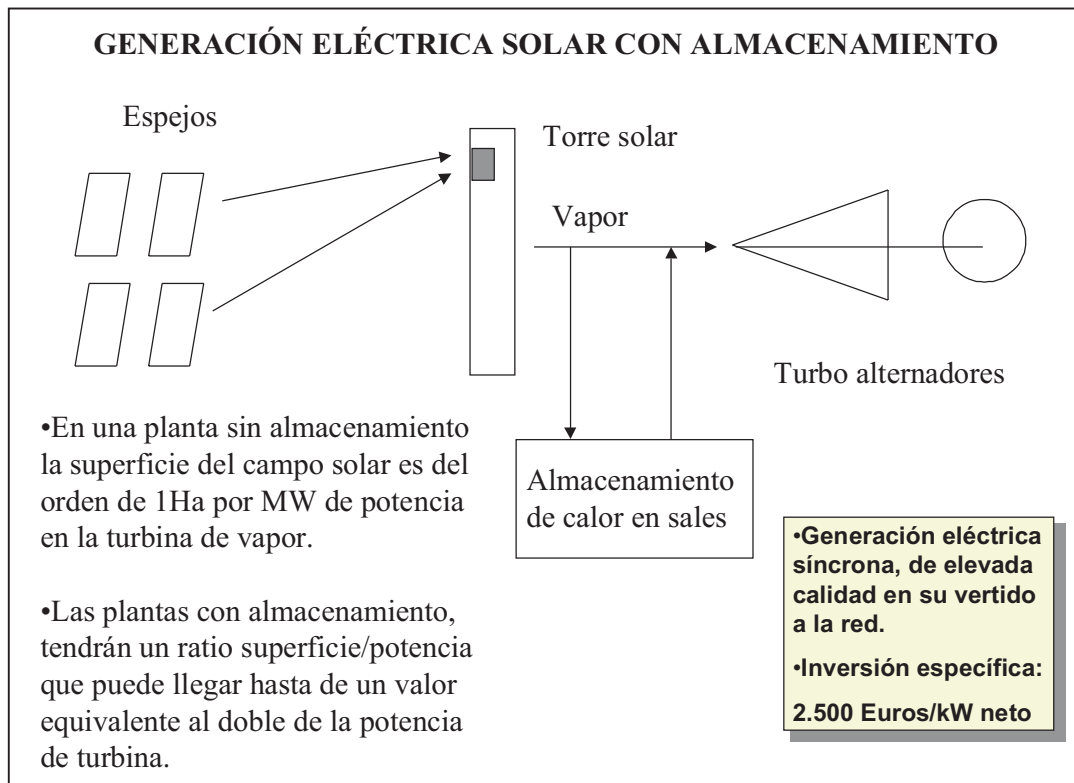 GENERACIÓN ELÉCTRICA SOLAR CON ALMACENAMIENTO
Espejos
Torre solar
Vapor
Turbo alternadores
•En una planta sin almacenamiento
la superficie del campo solar es del
orden de 1Ha por MW de potencia
en la turbina de vapor.
•Las plantas con almacenamiento,
tendrán un ratio superficie/potencia
que puede llegar hasta de un valor
equivalente al doble de la potencia
de turbina.
Almacenamiento
de calor en sales
•Generación eléctrica
síncrona, de elevada
calidad en su vertido
a la red.
•Inversión específica:
2.500 Euros/kW neto